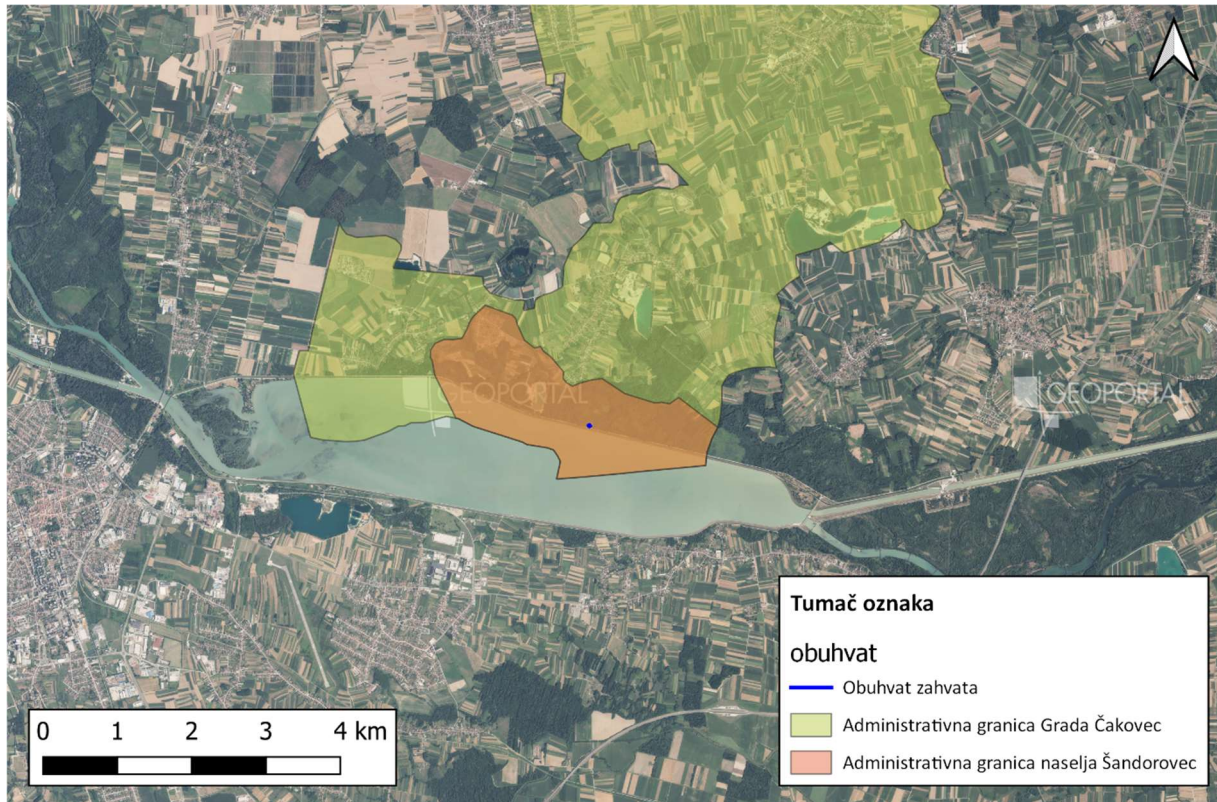 GEOPORTAL
GEOPORTAL
Tumač oznaka
obuhvat
Obuhvat zahvata
Administrativna granica Grada Čakovec
Administrativna granica naselja Šandorovec
0 1 2 3 4 km